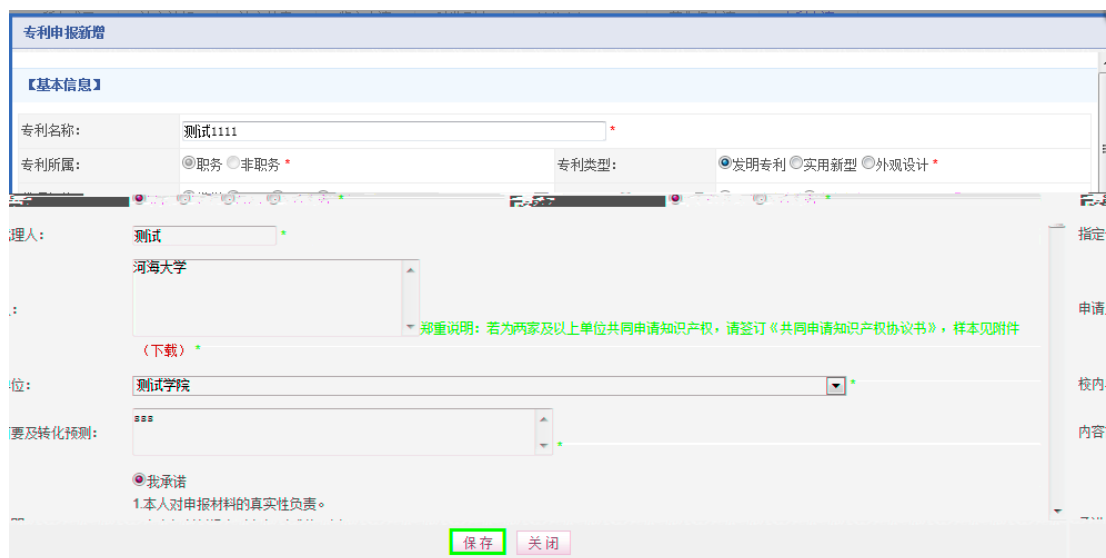 专利申报新增
【基本信息】
专利名称: 测试1111 *
专利所属: 职务 非职务 * 专利类型: 发明专利 实用新型 外观设计 *
理人: 测试 * 指定
河海大学
: 申请
郑重说明：若为两家及以上单位共同申请知识产权，请签订《共同申请知识产权协议书》，样本见附件
（下载） *
位: 测试学院 * 校内
要及转化预测: sss * 内容
我承诺
1.本人对申报材料的真实性负责。
保存 关闭